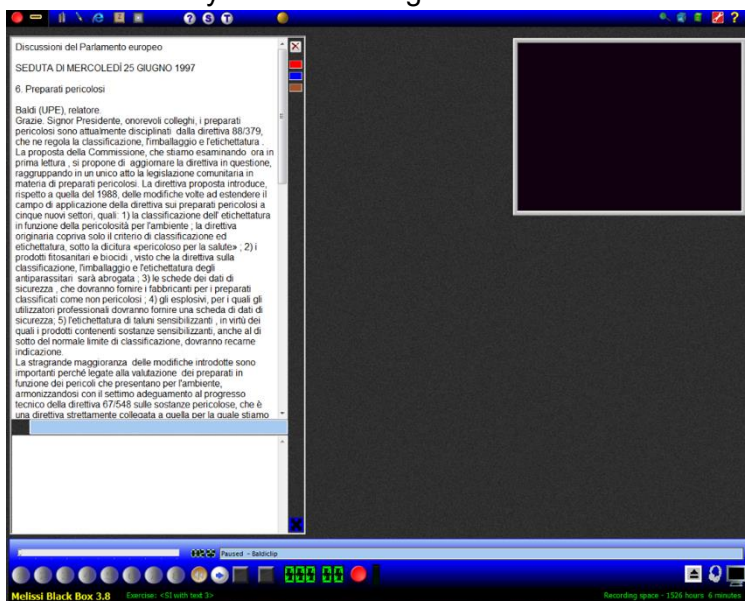 ? S T
?
Discussioni del Parlamento europeo
SEDUTA DI MERCOLEDÌ 25 GIUGNO 1997
6. Preparati pericolosi
Baldi (UPE), relatore.
Grazie. Signor Presidente, onorevoli colleghi, i preparati
pericolosi sono attualmente disciplinati dalla direttiva 88/379,
che ne regola la classificazione, l'imballaggio e l'etichettatura .
La proposta della Commissione, che stiamo esaminando ora in
prima lettura , si propone di aggiornare la direttiva in questione,
raggruppando in un unico atto la legislazione comunitaria in
materia di preparati pericolosi. La direttiva proposta introduce,
rispetto a quella del 1988, delle modifiche volte ad estendere il
campo di applicazione della direttiva sui preparati pericolosi a
cinque nuovi settori, quali: 1) la classificazione dell' etichettatura
in funzione della pericolosità per l'ambiente ; la direttiva
originaria copriva solo il criterio di classificazione ed
etichettatura, sotto la dicitura «pericoloso per la salute» ; 2) i
prodotti fitosanitari e biocidi , visto che la direttiva sulla
classificazione, l'imballaggio e l'etichettatura degli
antiparassitari sarà abrogata ; 3) le schede dei dati di
sicurezza , che dovranno fornire i fabbricanti per i preparati
classificati come non pericolosi ; 4) gli esplosivi, per i quali gli
utilizzatori professionali dovranno fornire una scheda di dati di
sicurezza; 5) l'etichettatura di taluni sensibilizzanti , in virtù dei
quali i prodotti contenenti sostanze sensibilizzanti, anche al di
sotto del normale limite di classificazione, dovranno recarne
indicazione.
La stragrande maggioranza delle modifiche introdotte sono
importanti perché legate alla valutazione dei preparati in
funzione dei pericoli che presentano per l'ambiente,
armonizzandosi con il settimo adeguamento al progresso
tecnico della direttiva 67/548 sulle sostanze pericolose, che è
una direttiva strettamente collegata a quella per la quale stiamo
Paused - Baldiclip
Melissi Black Box 3.8 Exercise: <SI with text 3> Recording space - 1526 hours 6 minutes